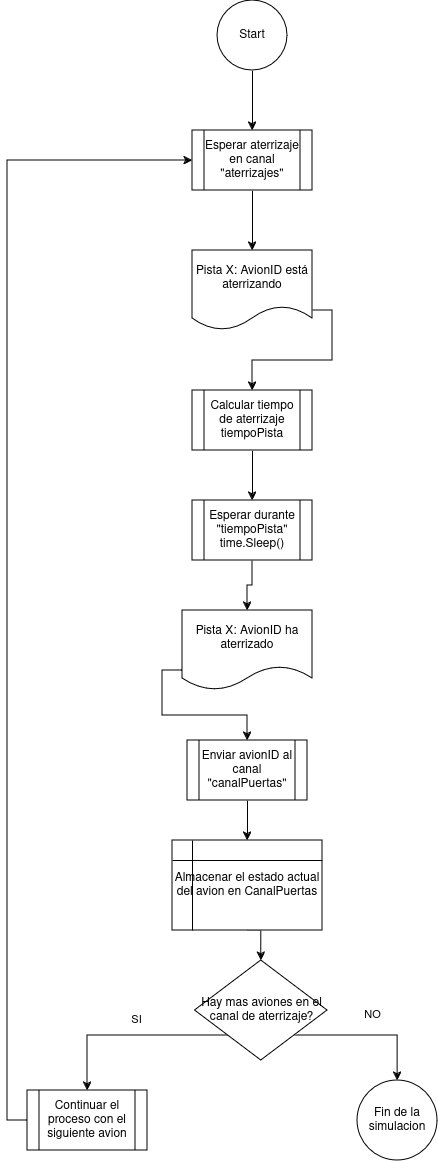 Start
Esperar aterrizaje
en canal
"aterrizajes"
Pista X: AvionID está
aterrizando
Calcular tiempo
de aterrizaje
tiempoPista
Esperar durante
"tiempoPista"
time.Sleep()
Pista X: AvionID ha
aterrizado
Enviar avionID al
canal
"canalPuertas"
Almacenar el estado actual
del avion en CanalPuertas
Hay mas aviones en el
canal de aterrizaje?
SI
NO
Continuar el
proceso con el
siguiente avion
Fin de la
simulacion